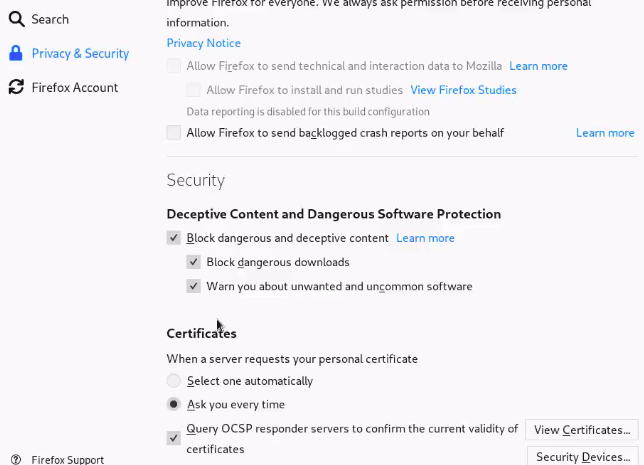 Improve Firefox for everyone. We always ask permission before receiving personal
information.
Search
Privacy Notice
Privacy & Security
Allow Firefox to send technical and interaction data to Mozilla Learn more
Firefox Account
Allow Firefox to install and run studies View Firefox Studies
Data reporting is disabled for this build configuration
Allow Firefox to send backlogged crash reports on your behalf Learn more
Security
Deceptive Content and Dangerous Software Protection
Block dangerous and deceptive content Learn more
Block dangerous downloads
Warn you about unwanted and uncommon software
Certificates
When a server requests your personal certificate
Select one automatically
Ask you every time
Query OCSP responder servers to confirm the current validity of
certificates
View Certificates...
Security Devices...
Firefox Support